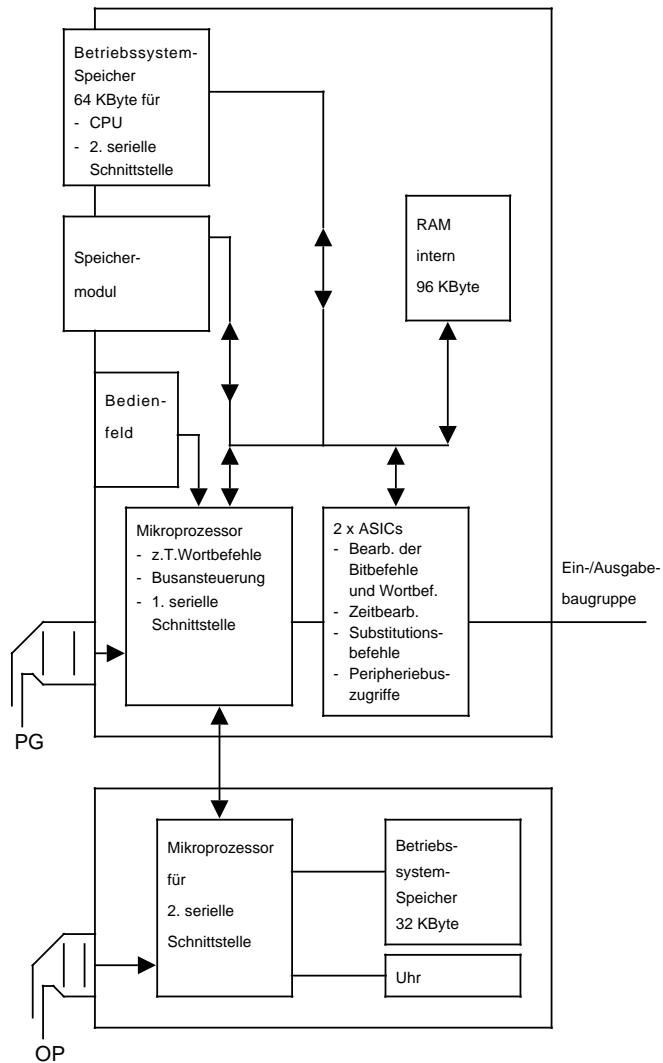 Betriebssystem-
Speicher
64 KByte für
- CPU
- 2. serielle
Schnittstelle
Speicher-
modul
RAM
intern
96 KByte
Bedien-
feld
Mikroprozessor
- z.T.Wortbefehle
- Busansteuerung
- 1. serielle
Schnittstelle
2 x ASICs
- Bearb. der
Bitbefehle
und Wortbef.
- Zeitbearb.
- Substitutions-
befehle
- Peripheriebus-
zugriffe
Ein-/Ausgabe-
baugruppe
PG
Mikroprozessor
für
2. serielle
Schnittstelle
Betriebs-
system-
Speicher
32 KByte
Uhr
OP